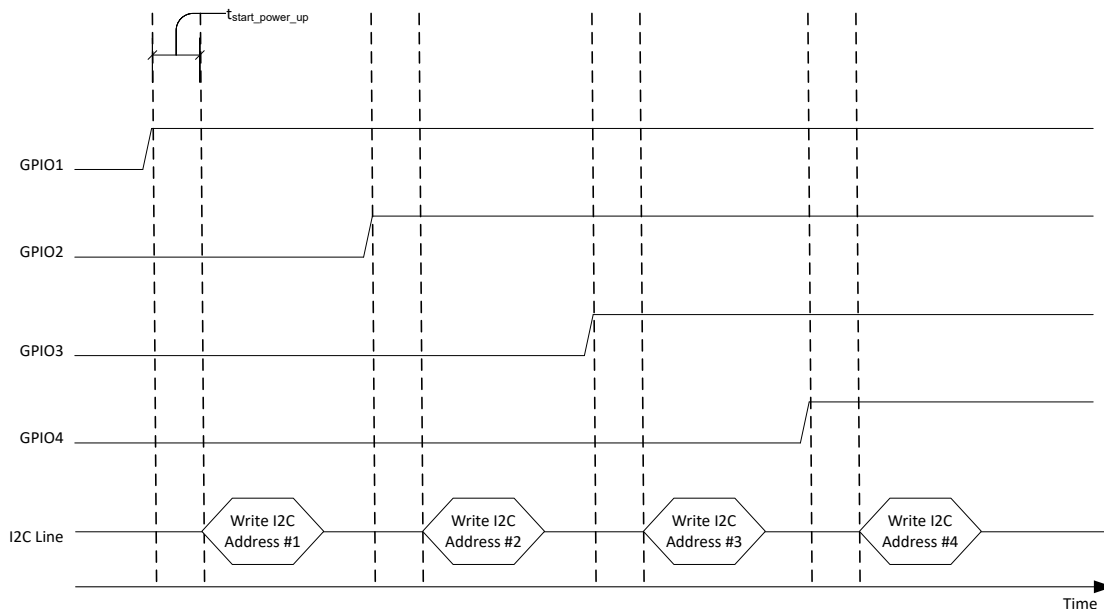 tstart_power_up
GPIO1
GPIO2
GPIO3
GPIO4
I2C Line
Write I2C
Address #1
Write I2C
Address #2
Write I2C
Address #3
Write I2C
Address #4
Time